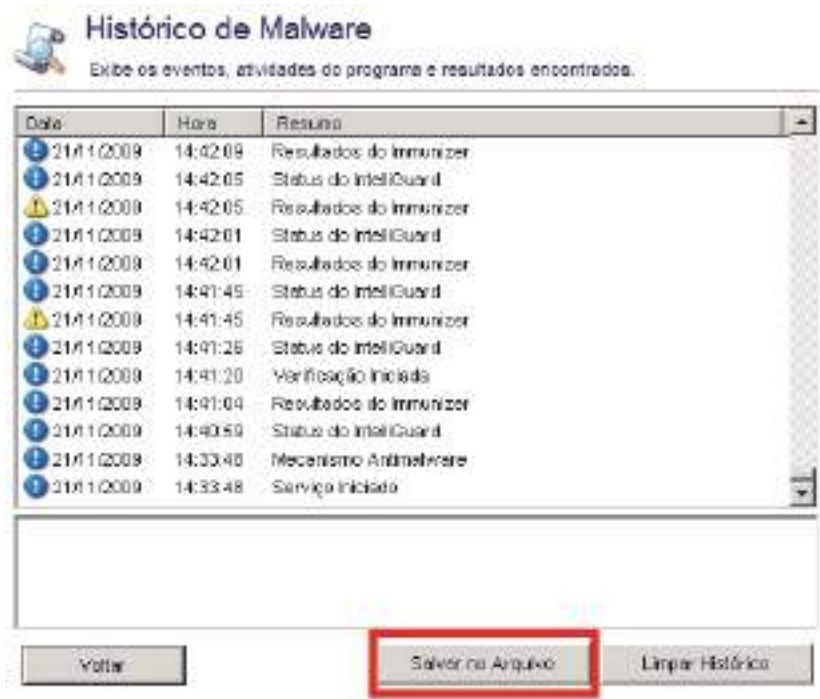 Histórico de Malware
Exibe os eventos, atividades do programa e resultados encontrados.
Data Hora Resumo
21/11/2009 14:42:09 Resultados do Immunizer
21/11/2009 14:42:05 Status do IntelliGuard
21/11/2009 14:42:05 Resultados do Immunizer
21/11/2009 14:42:01 Status do IntelliGuard
21/11/2009 14:42:01 Resultados do Immunizer
21/11/2009 14:41:45 Status do IntelliGuard
21/11/2009 14:41:45 Resultados do Immunizer
21/11/2009 14:41:26 Status do IntelliGuard
21/11/2009 14:41:20 Verificação Iniciada
21/11/2009 14:41:04 Resultados do Immunizer
21/11/2009 14:40:59 Status do IntelliGuard
21/11/2009 14:33:48 Mecanismo Antimalware
21/11/2009 14:33:48 Serviço Iniciado
Voltar Salvar no Arquivo Limpar Histórico